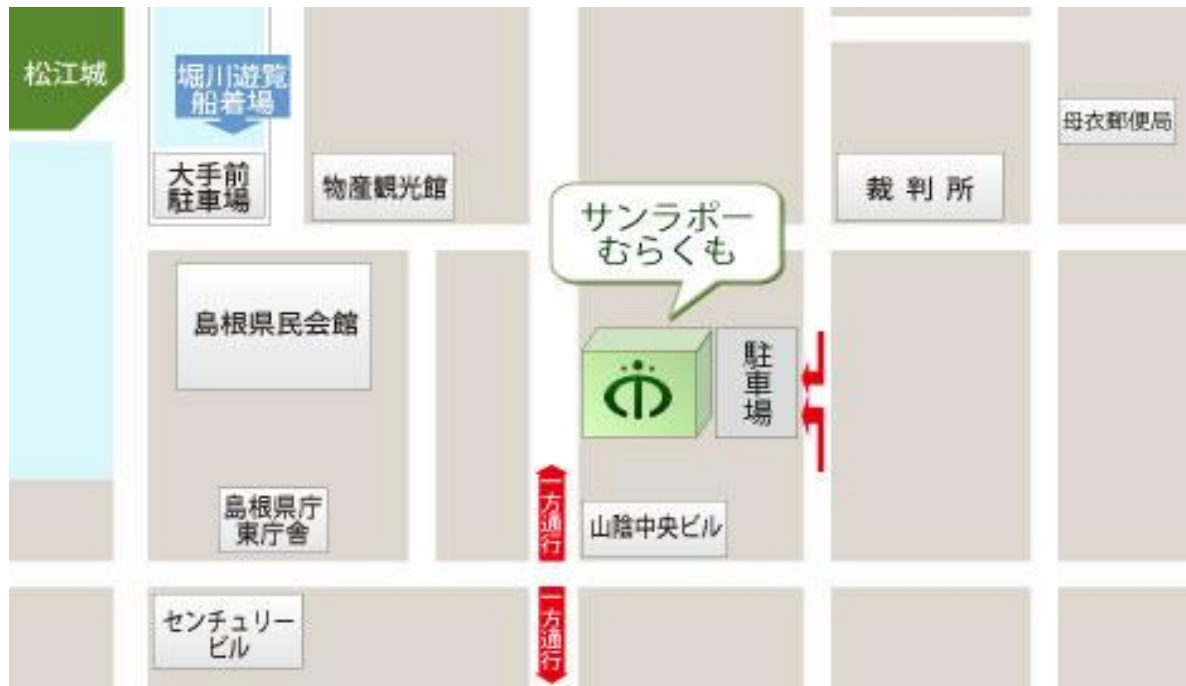 松江城
堀川遊覧
船着場
母衣郵便局
大手前
駐車場
物産観光館
裁判所
サンラポー
むらくも
島根県民会館
駐車場
島根県庁
東庁舎
一方通行
山陰中央ビル
センチュリー
ビル
一方通行